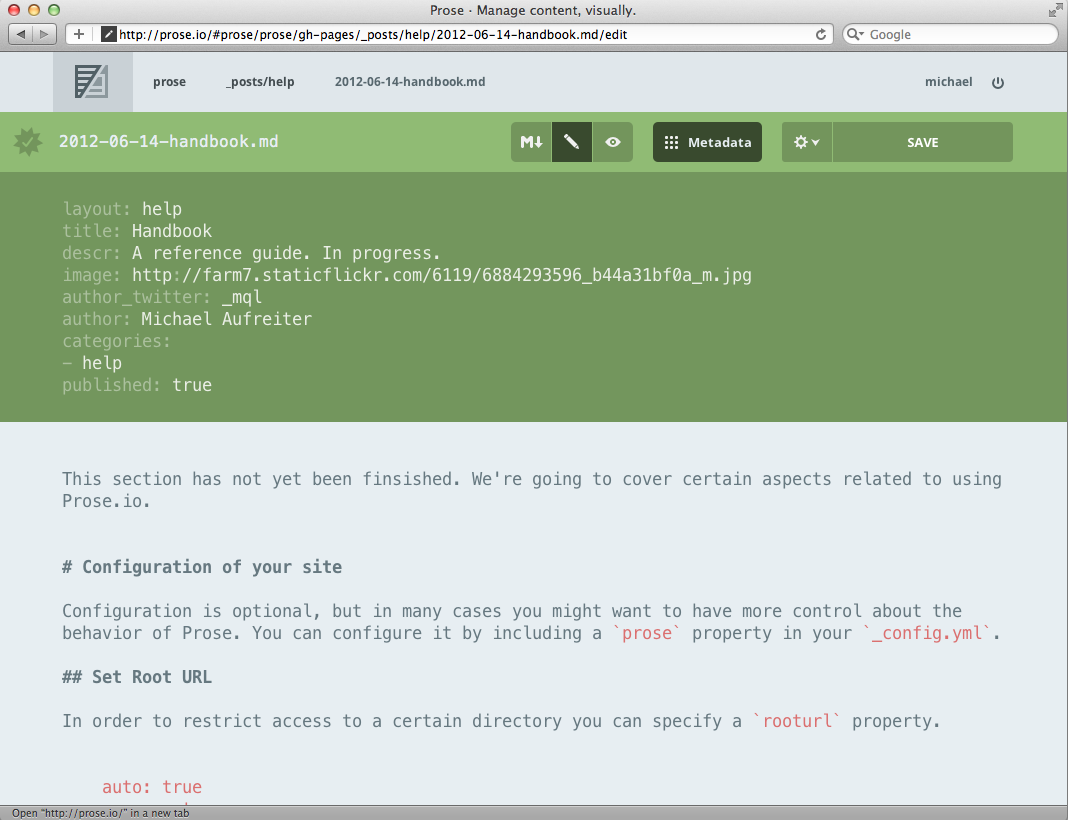 Prose · Manage content, visually.
http://prose.io/#prose/prose/gh-pages/_posts/help/2012-06-14-handbook.md/edit
Google
prose _posts/help 2012-06-14-handbook.md michael
2012-06-14-handbook.md M↓ Metadata SAVE
layout: help
title: Handbook
descr: A reference guide. In progress.
image: http://farm7.staticflickr.com/6119/6884293596_b44a31bf0a_m.jpg
author_twitter: _mql
author: Michael Aufreiter
categories:
– help
published: true
This section has not yet been finsished. We're going to cover certain aspects related to using
Prose.io.
# Configuration of your site
Configuration is optional, but in many cases you might want to have more control about the
behavior of Prose. You can configure it by including a `prose` property in your `_config.yml`.
## Set Root URL
In order to restrict access to a certain directory you can specify a `rooturl` property.
auto: true
Open "http://prose.io/" in a new tab